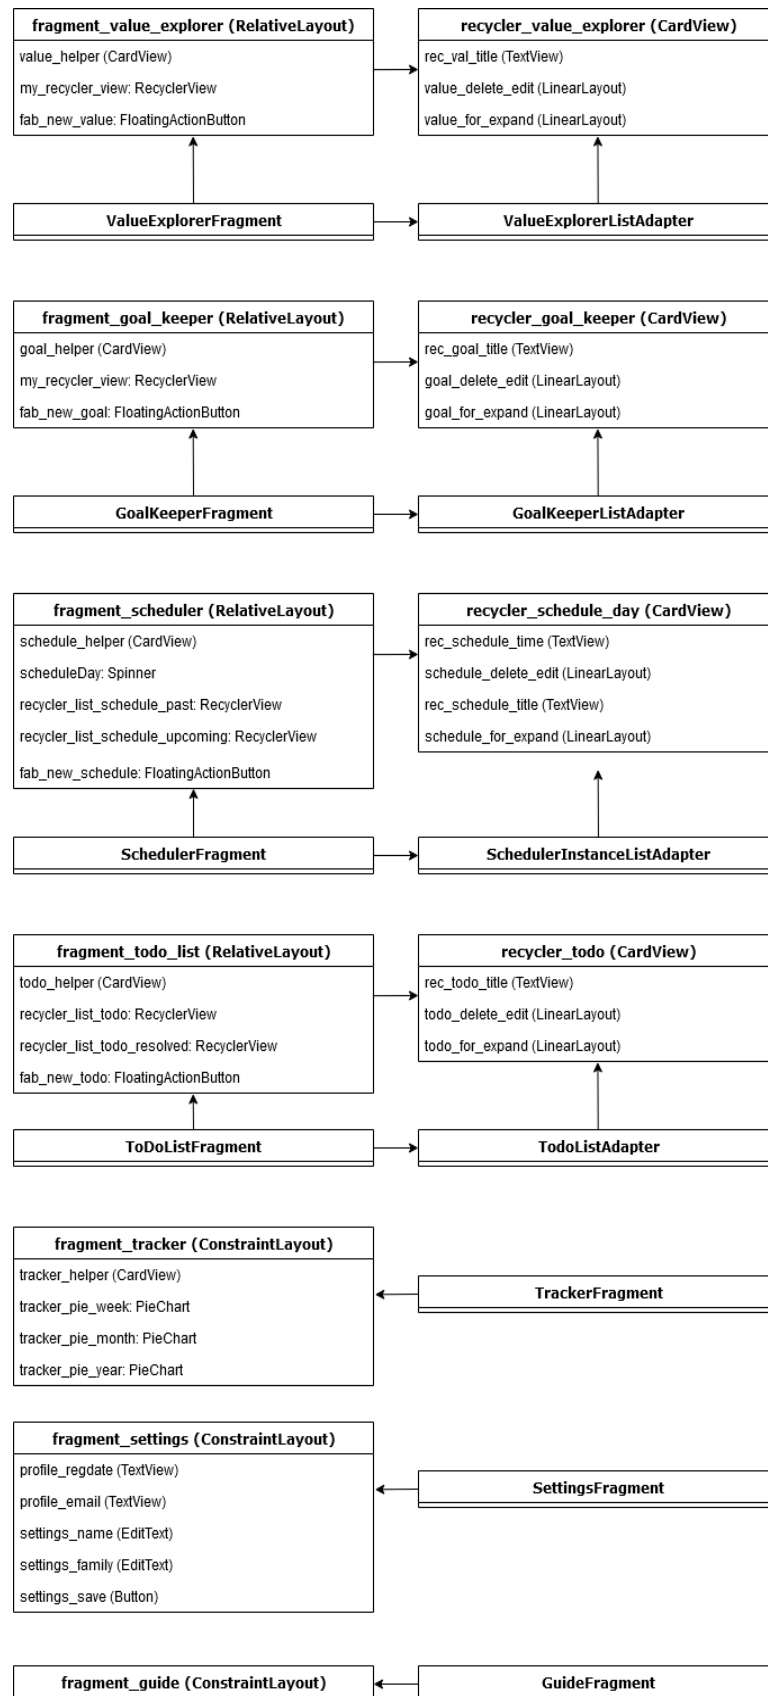 fragment_value_explorer (RelativeLayout)
value_helper (CardView)
my_recycler_view: RecyclerView
fab_new_value: FloatingActionButton
recycler_value_explorer (CardView)
rec_val_title (TextView)
value_delete_edit (LinearLayout)
value_for_expand (LinearLayout)
ValueExplorerFragment
ValueExplorerListAdapter
fragment_goal_keeper (RelativeLayout)
goal_helper (CardView)
my_recycler_view: RecyclerView
fab_new_goal: FloatingActionButton
recycler_goal_keeper (CardView)
rec_goal_title (TextView)
goal_delete_edit (LinearLayout)
goal_for_expand (LinearLayout)
GoalKeeperFragment
GoalKeeperListAdapter
fragment_scheduler (RelativeLayout)
schedule_helper (CardView)
scheduleDay: Spinner
recycler_list_schedule_past: RecyclerView
recycler_list_schedule_upcoming: RecyclerView
fab_new_schedule: FloatingActionButton
recycler_schedule_day (CardView)
rec_schedule_time (TextView)
schedule_delete_edit (LinearLayout)
rec_schedule_title (TextView)
schedule_for_expand (LinearLayout)
SchedulerFragment
SchedulerInstanceListAdapter
fragment_todo_list (RelativeLayout)
todo_helper (CardView)
recycler_list_todo: RecyclerView
recycler_list_todo_resolved: RecyclerView
fab_new_todo: FloatingActionButton
recycler_todo (CardView)
rec_todo_title (TextView)
todo_delete_edit (LinearLayout)
todo_for_expand (LinearLayout)
ToDoListFragment
TodoListAdapter
fragment_tracker (ConstraintLayout)
tracker_helper (CardView)
tracker_pie_week: PieChart
tracker_pie_month: PieChart
tracker_pie_year: PieChart
TrackerFragment
fragment_settings (ConstraintLayout)
profile_regdate (TextView)
profile_email (TextView)
settings_name (EditText)
settings_family (EditText)
settings_save (Button)
SettingsFragment
fragment_guide (ConstraintLayout)
GuideFragment